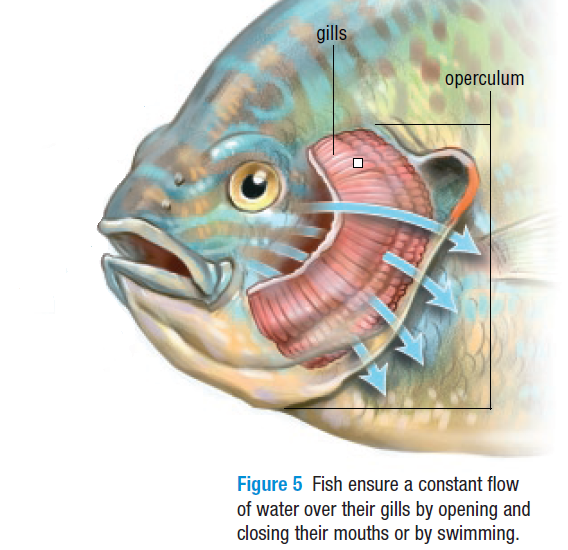 gills
operculum
Figure 5 Fish ensure a constant flow
of water over their gills by opening and
closing their mouths or by swimming.